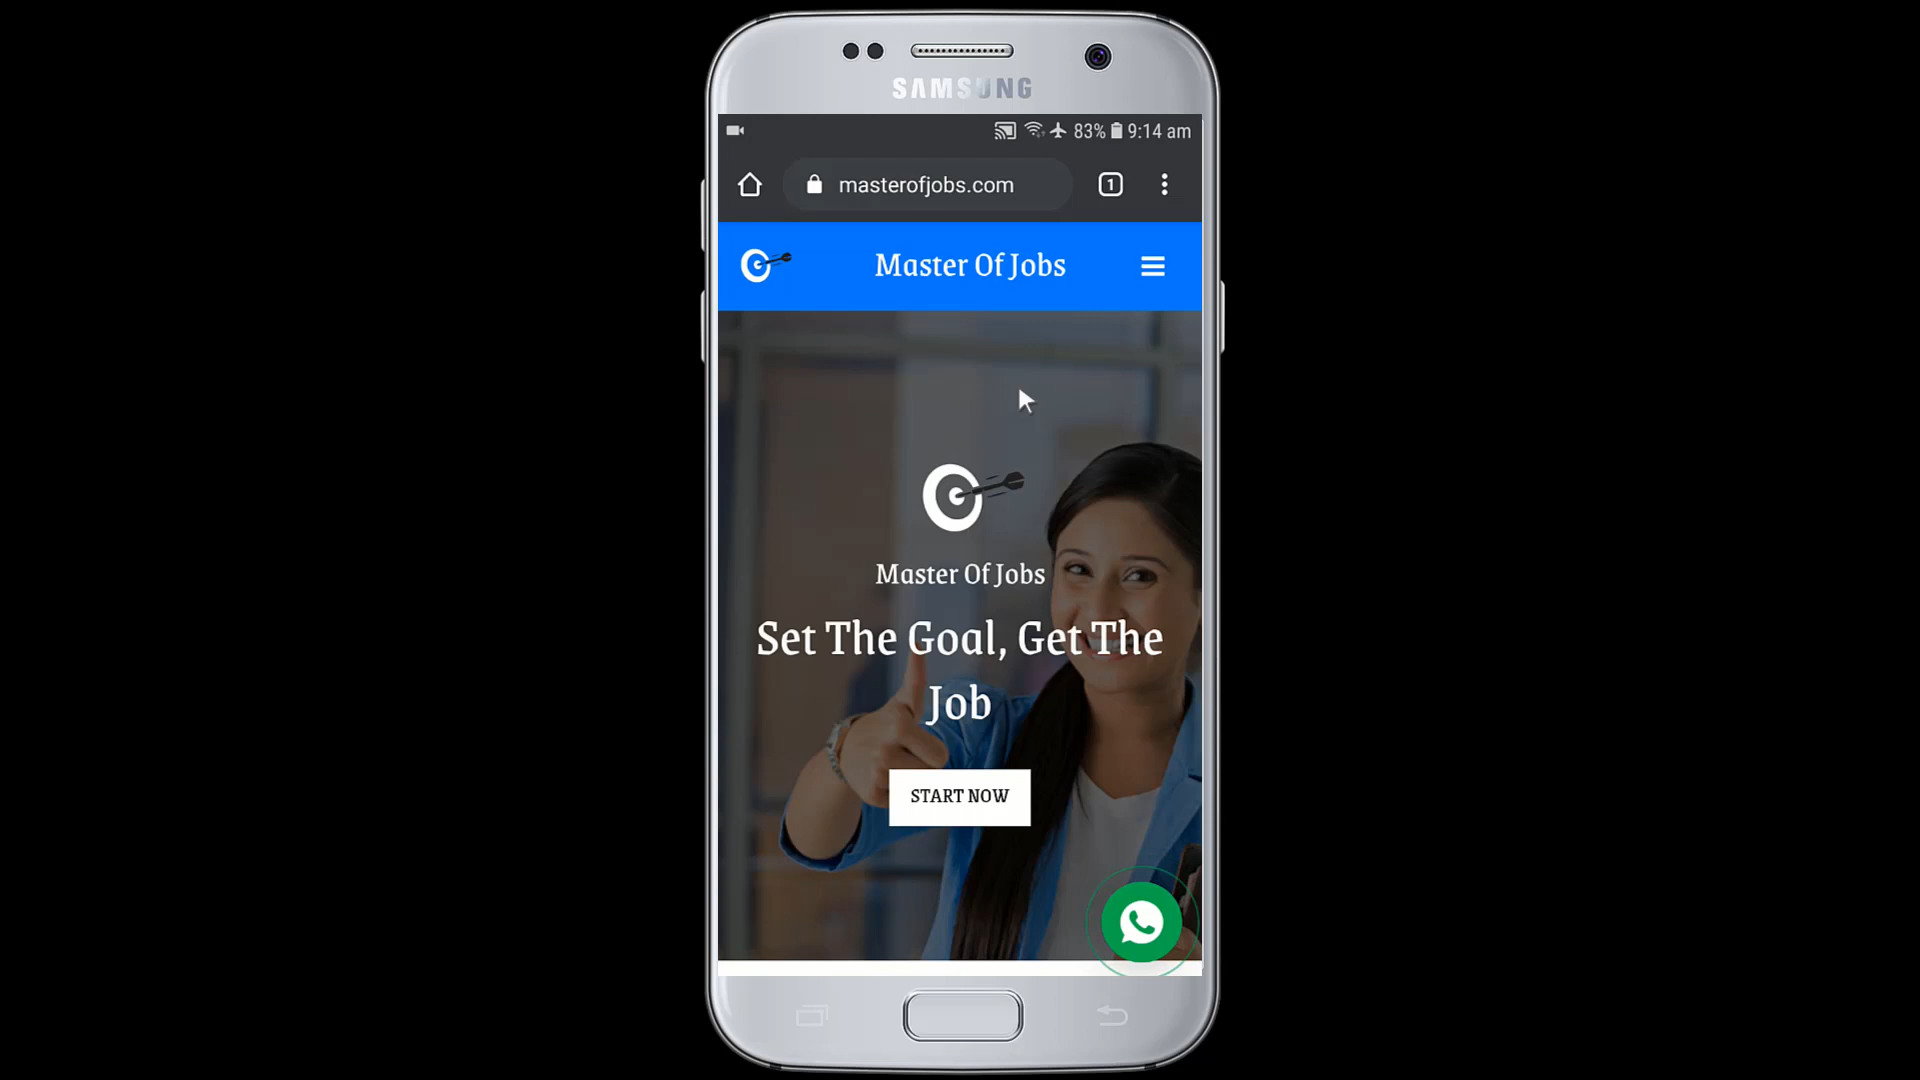 SAMSUNG
83% 9:14 am
masterofjobs.com
1
Master Of Jobs
Master Of Jobs
Set The Goal, Get The
Job
START NOW